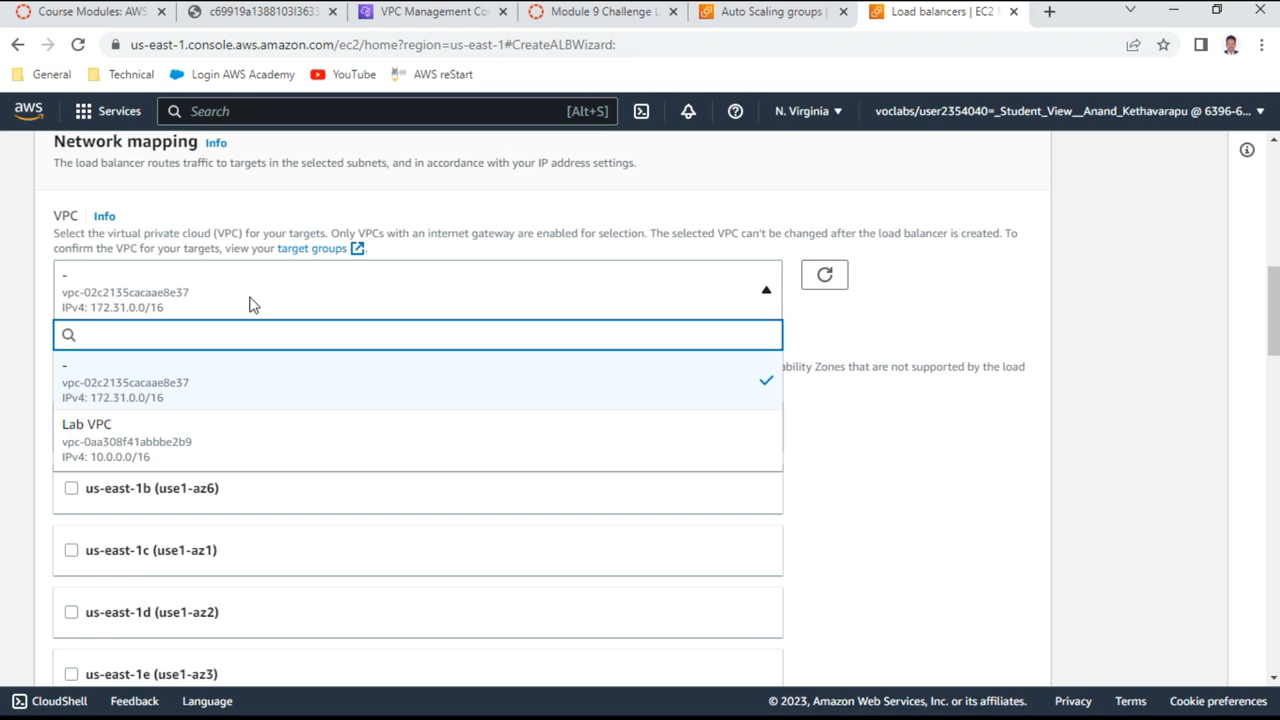 Course Modules: AWS
c69919a1388103l3633
VPC Management Co
Module 9 Challenge L
Auto Scaling groups |
Load balancers | EC2
us-east-1.console.aws.amazon.com/ec2/home?region=us-east-1#CreateALBWizard:
General
Technical
Login AWS Academy
YouTube
AWS reStart
aws
Services
Search
[Alt+S]
N. Virginia
voclabs/user2354040=_Student_View__Anand_Kethavarapu @ 6396-6...
Network mapping Info
The load balancer routes traffic to targets in the selected subnets, and in accordance with your IP address settings.
VPC Info
Select the virtual private cloud (VPC) for your targets. Only VPCs with an internet gateway are enabled for selection. The selected VPC can't be changed after the load balancer is created. To
confirm the VPC for your targets, view your target groups.
-
vpc-02c2135cacaae8e37
IPv4: 172.31.0.0/16
-
vpc-02c2135cacaae8e37
IPv4: 172.31.0.0/16
ability Zones that are not supported by the load
Lab VPC
vpc-0aa308f41abbbe2b9
IPv4: 10.0.0.0/16
us-east-1b (use1-az6)
us-east-1c (use1-az1)
us-east-1d (use1-az2)
us-east-1e (use1-az3)
CloudShell
Feedback
Language
© 2023, Amazon Web Services, Inc. or its affiliates.
Privacy
Terms
Cookie preferences